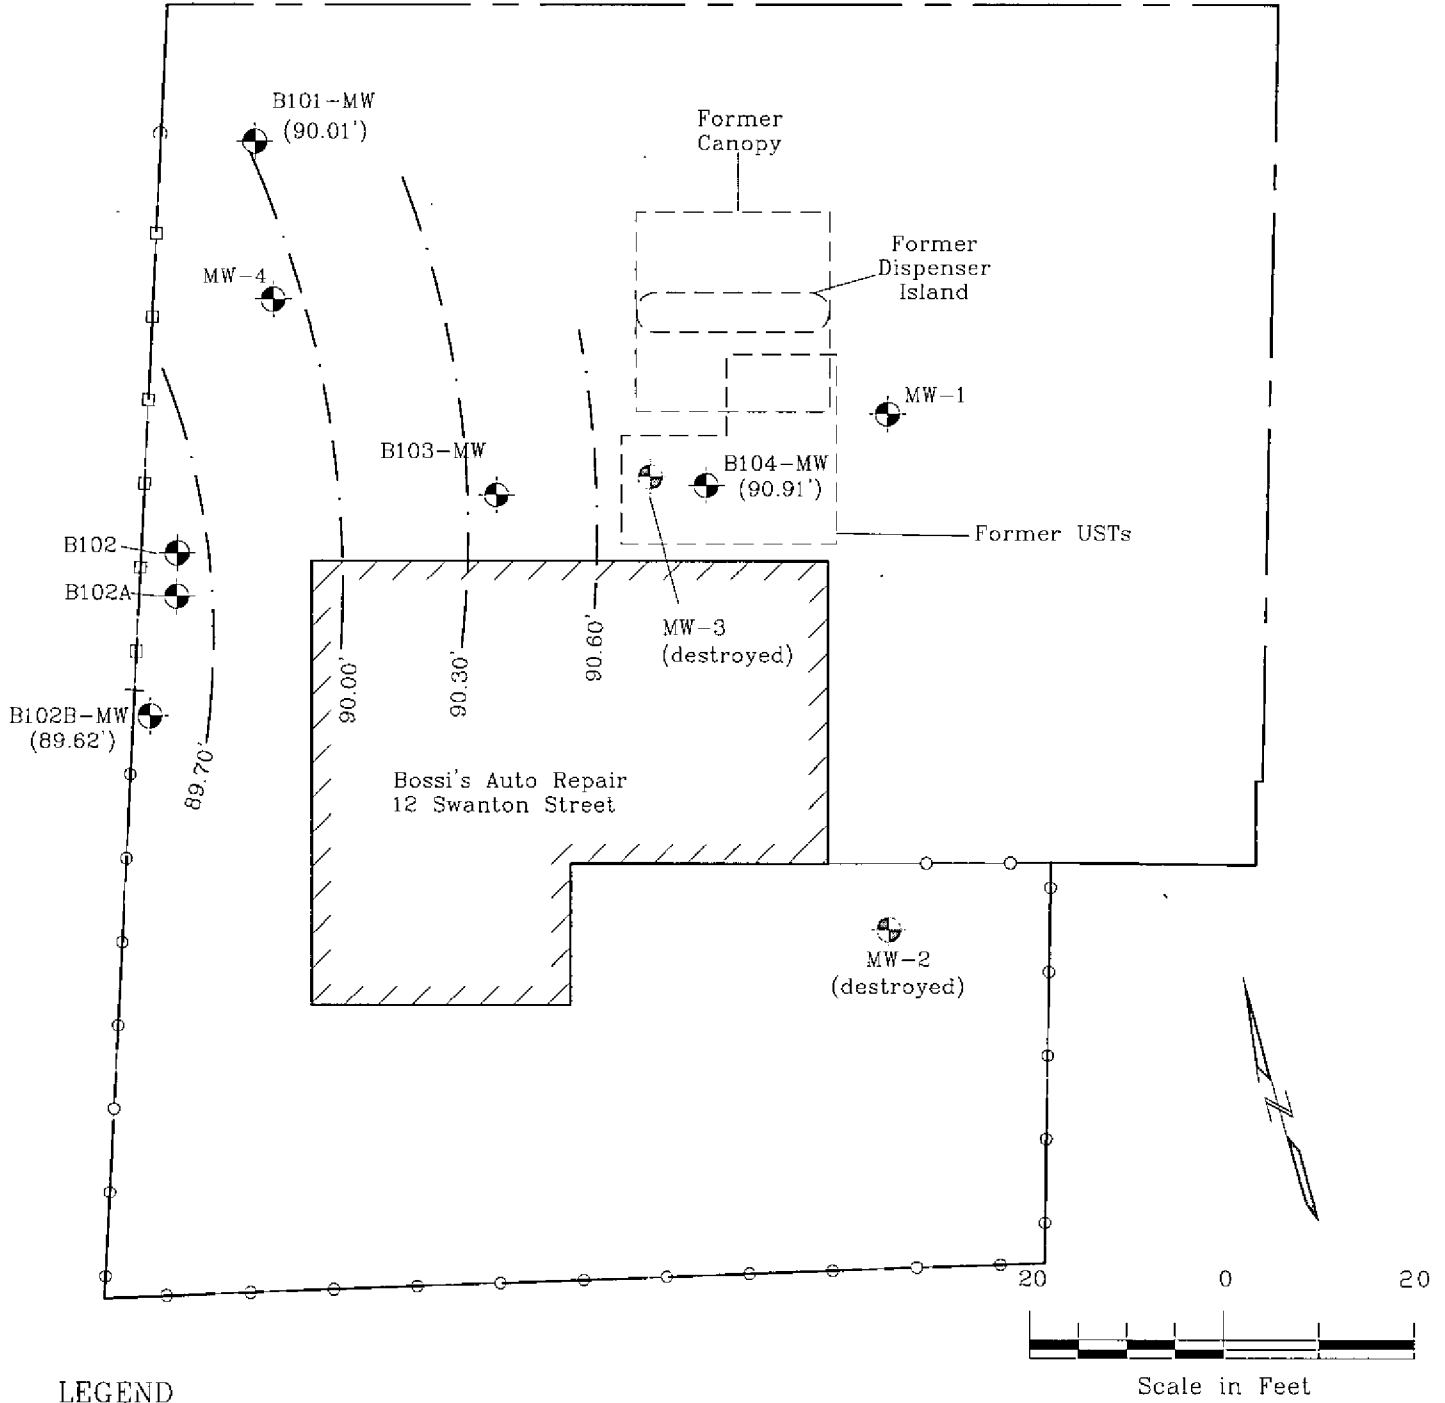 B101-MW
(90.01')
Former
Canopy
Former
Dispenser
Island
MW-4
MW-1
B103-MW
B104-MW
(90.91')
Former USTs
B102
B102A
MW-3
(destroyed)
90.00'
90.30'
90.60'
B102B-MW
(89.62')
89.70'
Bossi's Auto Repair
12 Swanton Street
MW-2
(destroyed)
20 0 20
Scale in Feet
LEGEND